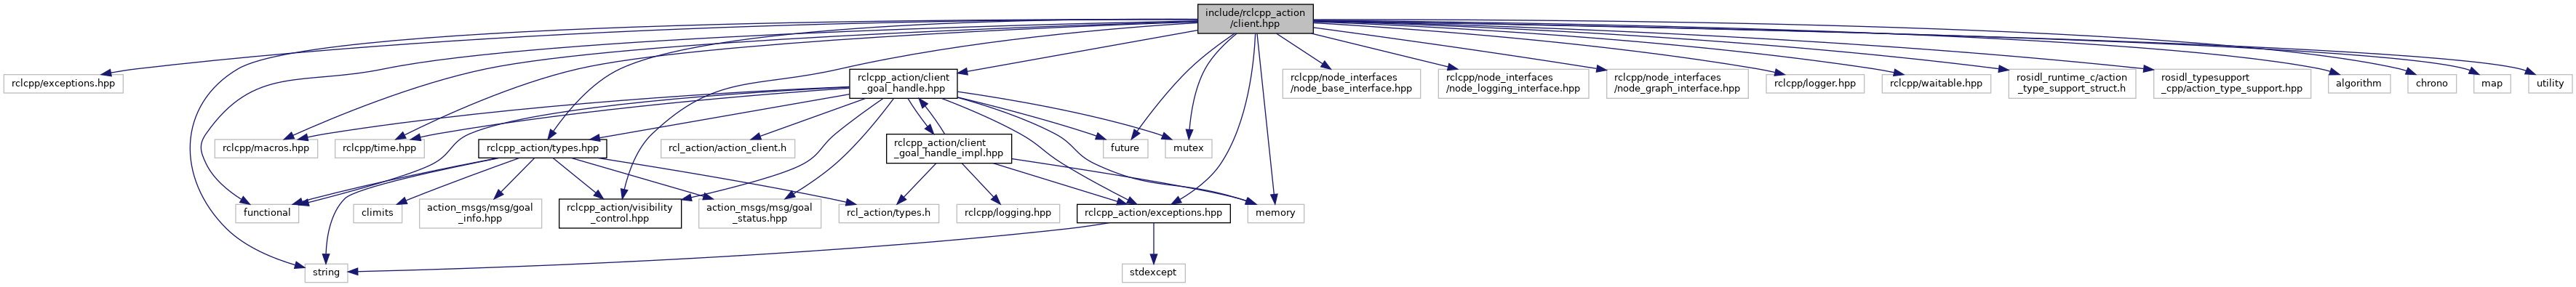 include/rclcpp_action
/client.hpp
rclcpp/exceptions.hpp
rclcpp_action/client
_goal_handle.hpp
rclcpp/node_interfaces
/node_base_interface.hpp
rclcpp/node_interfaces
/node_logging_interface.hpp
rclcpp/node_interfaces
/node_graph_interface.hpp
rclcpp/logger.hpp
rclcpp/waitable.hpp
rosidl_runtime_c/action
_type_support_struct.h
rosidl_typesupport
_cpp/action_type_support.hpp
algorithm
chrono
map
utility
rclcpp/macros.hpp
rclcpp/time.hpp
rclcpp_action/types.hpp
rcl_action/action_client.h
rclcpp_action/client
_goal_handle_impl.hpp
future
mutex
functional
climits
action_msgs/msg/goal
_info.hpp
rclcpp_action/visibility
_control.hpp
action_msgs/msg/goal
_status.hpp
rcl_action/types.h
rclcpp/logging.hpp
rclcpp_action/exceptions.hpp
memory
string
stdexcept